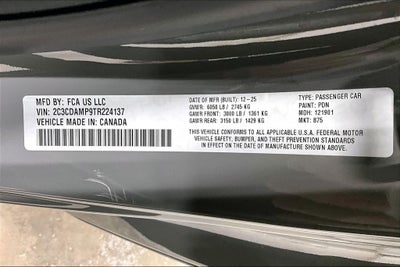 MFD BY: FCA US LLC
VIN: 2C3CDAMP9TR224137
VEHICLE MADE IN: CANADA
DATE OF MFR (BUILT): 12-25
GVWR: 6050 LB / 2745 KG
GAWR FRONT: 3000 LB / 1361 KG
GAWR REAR: 3150 LB / 1429 KG
TYPE: PASSENGER CAR
PAINT: PDN
MDH: 121901
MKT: 875
THIS VEHICLE CONFORMS TO ALL APPLICABLE U.S.A. FEDERAL MOTOR
VEHICLE SAFETY, BUMPER, AND THEFT PREVENTION STANDARDS
IN EFFECT ON THE DATE OF MANUFACTURE SHOWN ABOVE.